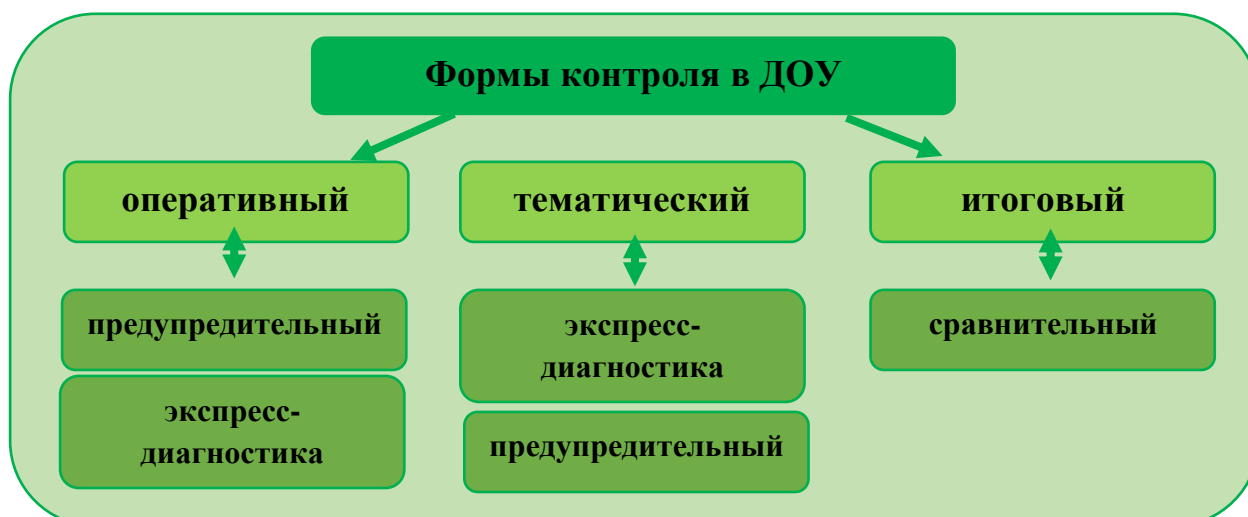 Формы контроля в ДОУ
оперативный
тематический
итоговый
предупредительный
экспресс-
диагностика
экспресс-
диагностика
предупредительный
сравнительный